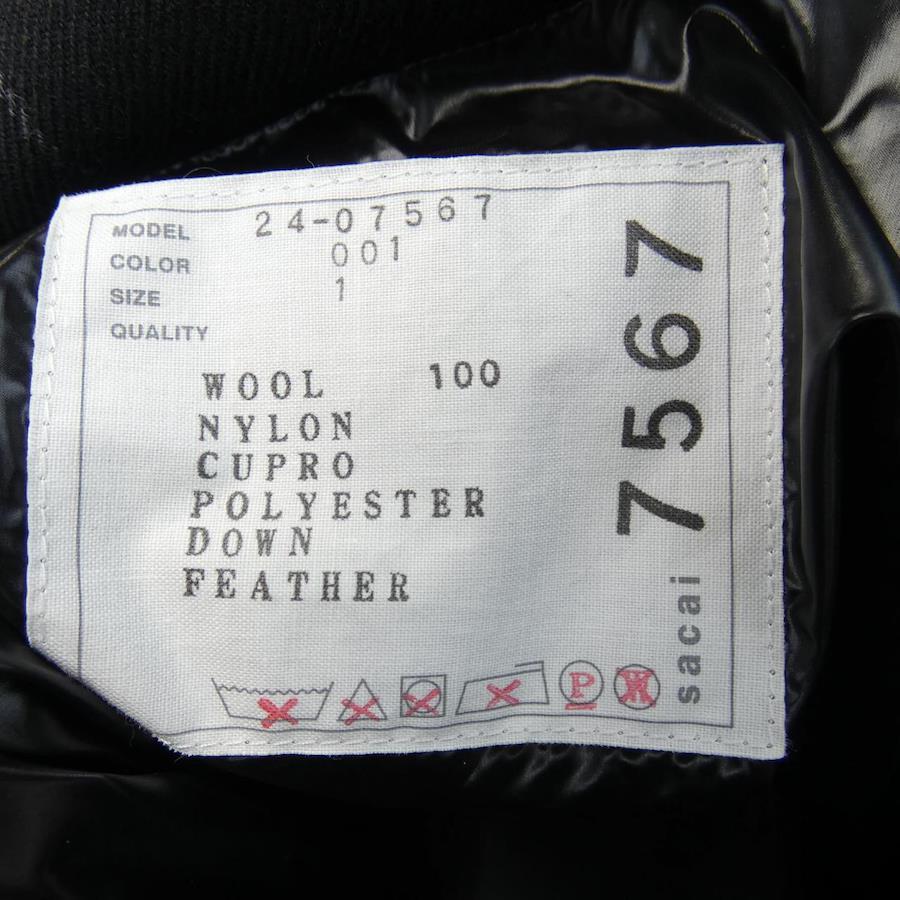 MODEL 24-07567
COLOR 001
SIZE 1
QUALITY
WOOL 100
NYLON
CUPRO
POLYESTER
DOWN
FEATHER
P
W
sacai 7567